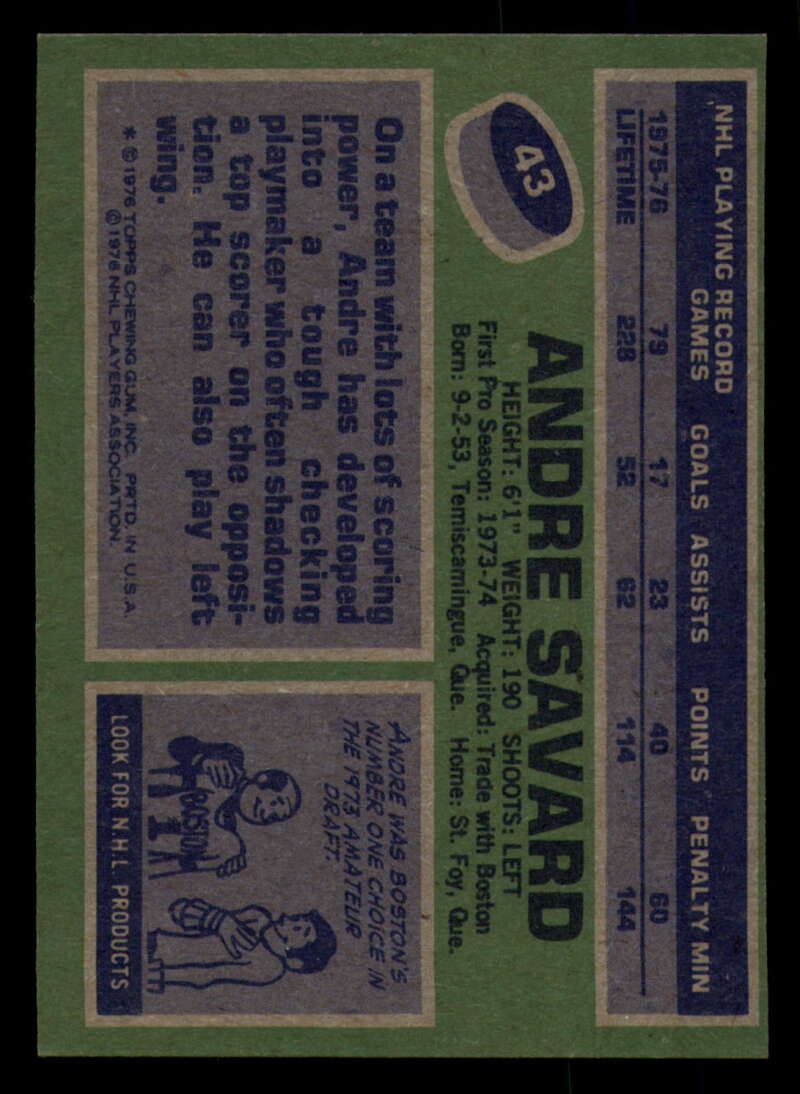 NHL PLAYING RECORD
GAMES GOALS ASSISTS POINTS PENALTY MIN
1975-76 79 17 23 40 60
LIFETIME 228 52 62 114 144
43
ANDRE SAVARD
HEIGHT: 6'1" WEIGHT: 190 SHOOTS: LEFT
First Pro Season: 1973-74 Acquired: Trade with Boston
Born: 9-2-53, Temiscamingue, Que. Home: St. Foy, Que.
On a team with lots of scoring
power, Andre has developed
into a tough checking
playmaker who often shadows
a top scorer on the opposi-
tion. He can also play left
wing.
* © 1976 TOPPS CHEWING GUM, INC. PRTD. IN U.S.A.
© 1976 NHL PLAYERS ASSOCIATION.
ANDRE WAS BOSTON'S
NUMBER ONE CHOICE IN
THE 1973 AMATEUR
DRAFT.
BOSTON
1
LOOK FOR N.H.L. PRODUCTS